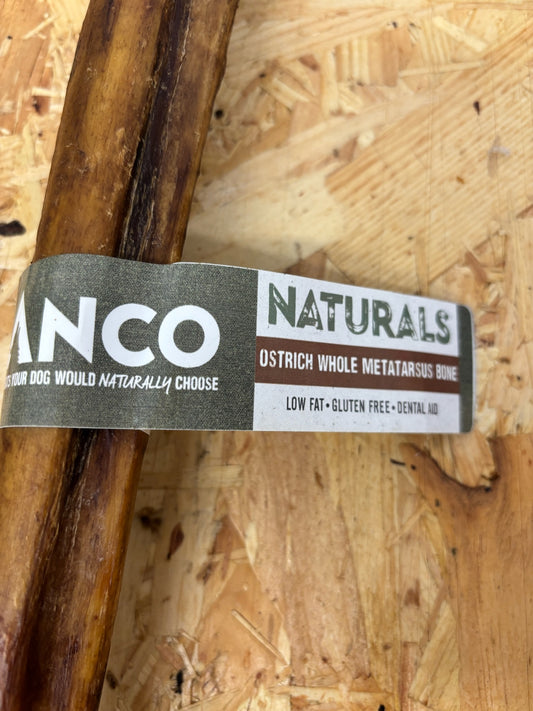 ANCO
YOUR DOG WOULD NATURALLY CHOOSE
NATURALS
OSTRICH WHOLE METATARSUS BONE
LOW FAT • GLUTEN FREE • DENTAL AID